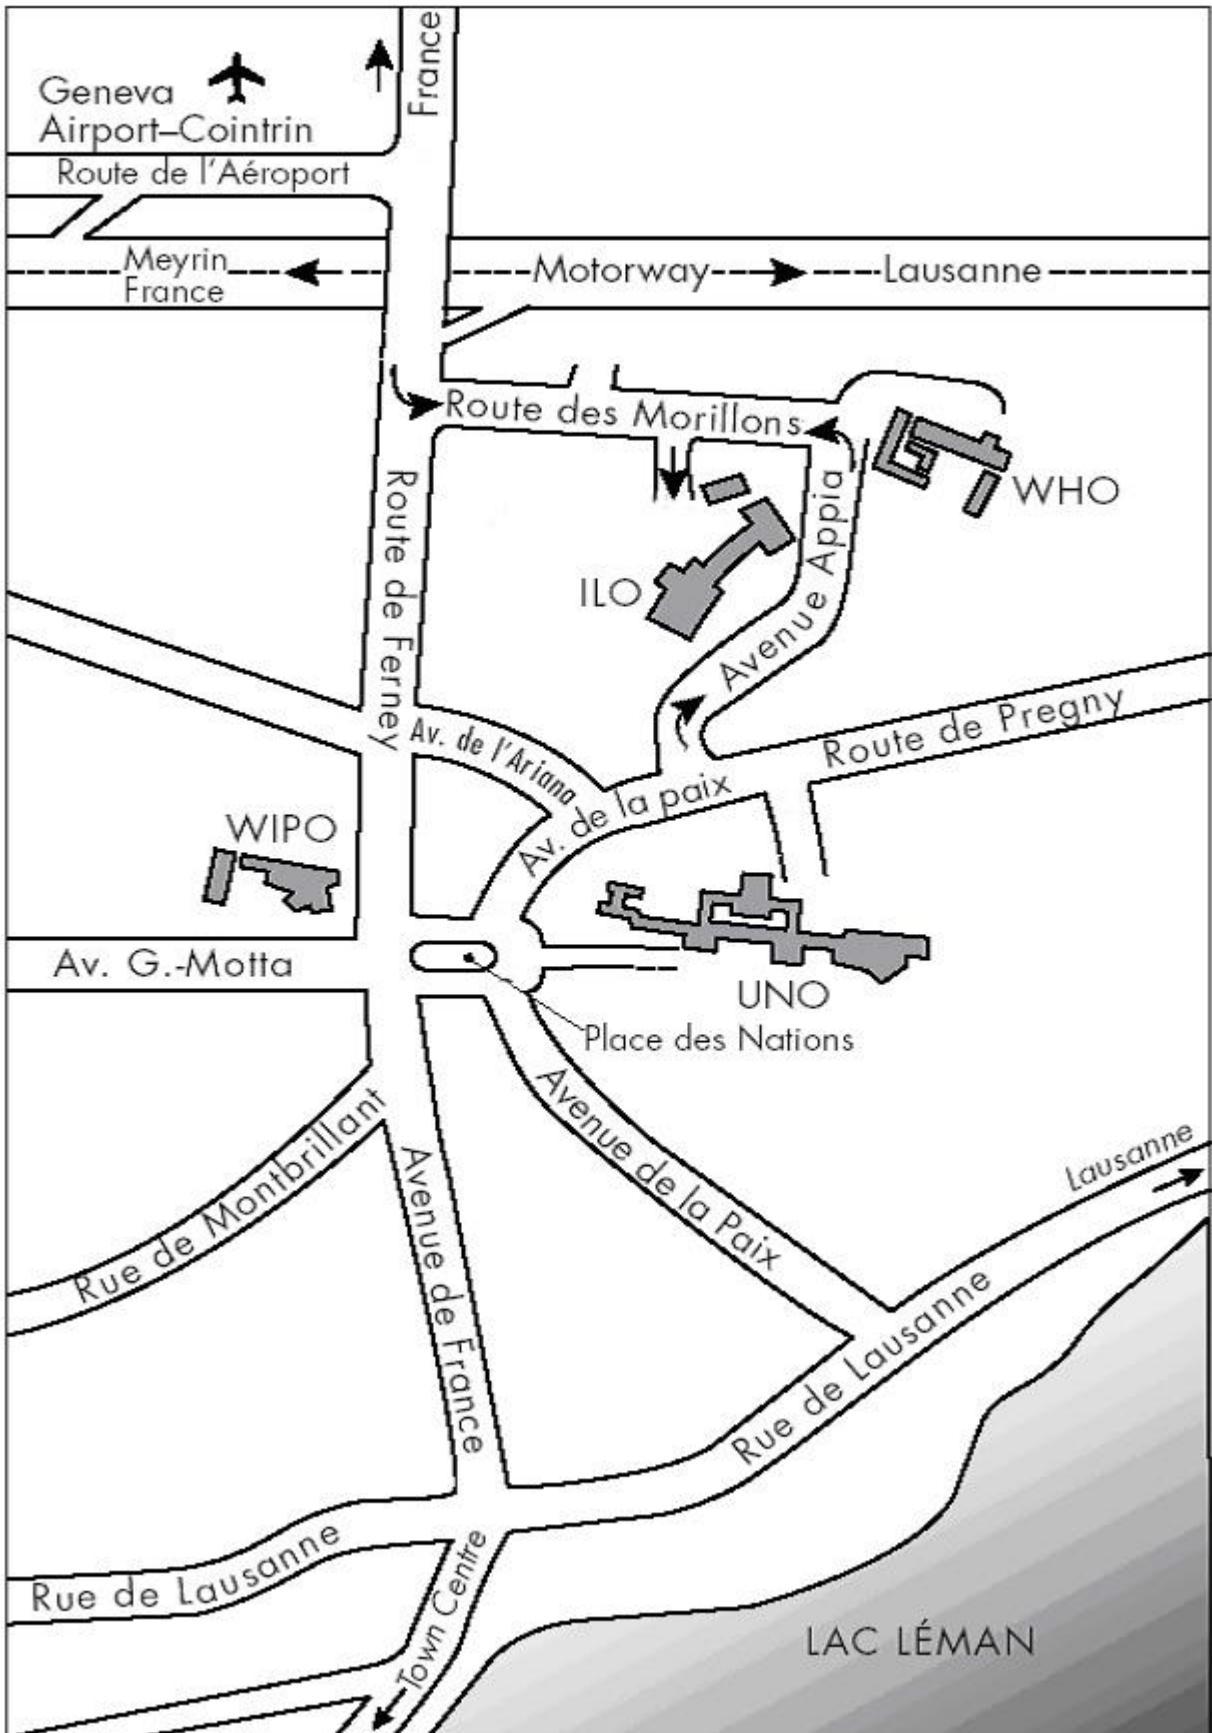 France
Geneva
Airport–Cointrin
Route de l'Aéroport
Meyrin
France
Motorway
Lausanne
Route des Morillons
WHO
Route de Ferney
Avenue Appia
ILO
Route de Pregny
Av. de l'Ariana
Av. de la paix
WIPO
Av. G.-Motta
UNO
Place des Nations
Avenue de la Paix
Rue de Montbrillant
Avenue de France
Lausanne
Rue de Lausanne
Rue de Lausanne
Town Centre
LAC LÉMAN